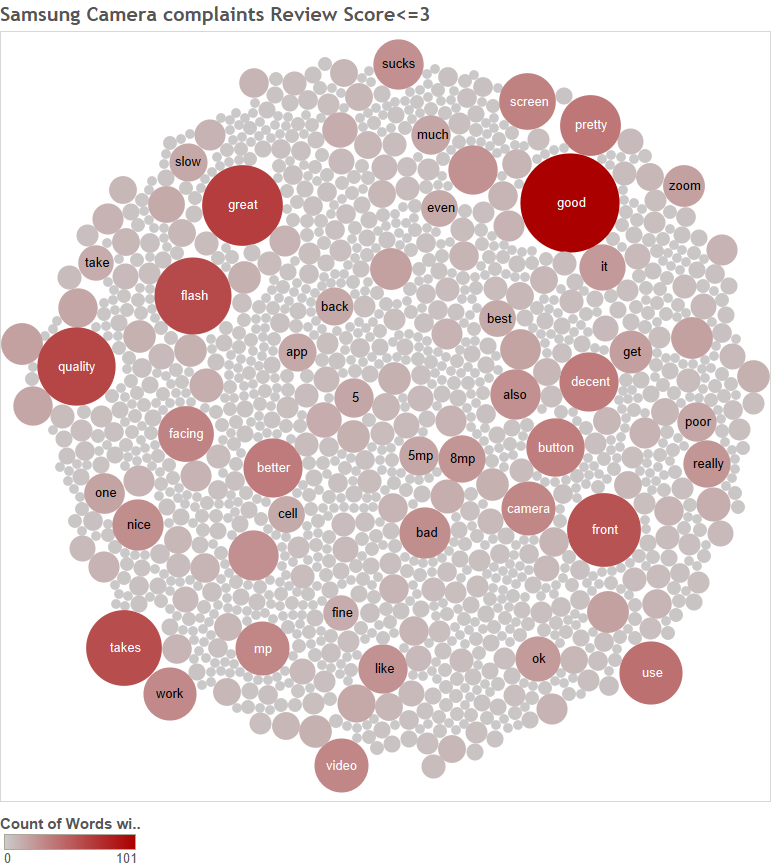 Samsung Camera complaints Review Score<=3
sucks
screen
pretty
much
slow
zoom
great
good
even
take
it
flash
back
best
app
get
quality
decent
5
also
poor
facing
button
5mp
8mp
really
better
one
cell
camera
nice
front
bad
fine
takes
mp
ok
like
use
work
video
Count of Words wi..
0 101